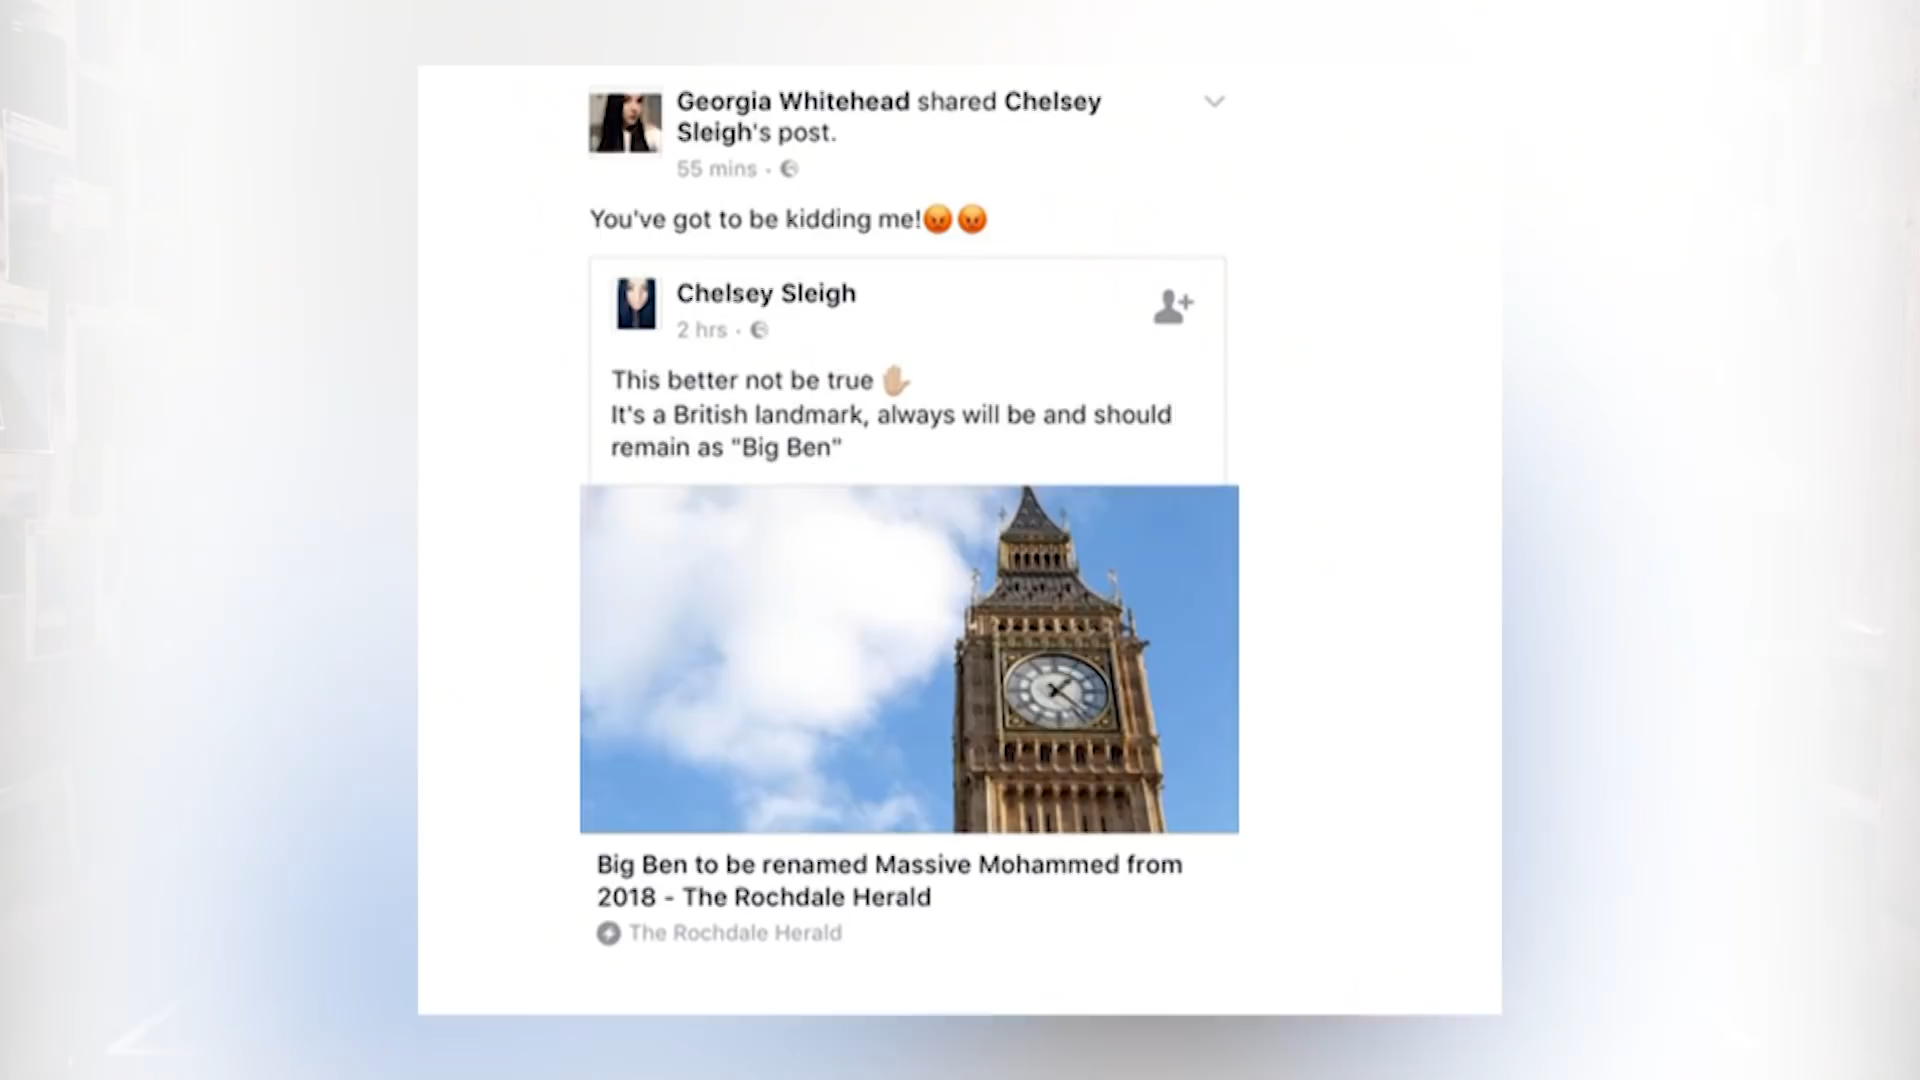 Georgia Whitehead shared Chelsey
Sleigh's post.
55 mins ·
You've got to be kidding me!😡😡
Chelsey Sleigh
2 hrs ·
This better not be true ✋🏼
It's a British landmark, always will be and should
remain as "Big Ben"
Big Ben to be renamed Massive Mohammed from
2018 - The Rochdale Herald
The Rochdale Herald